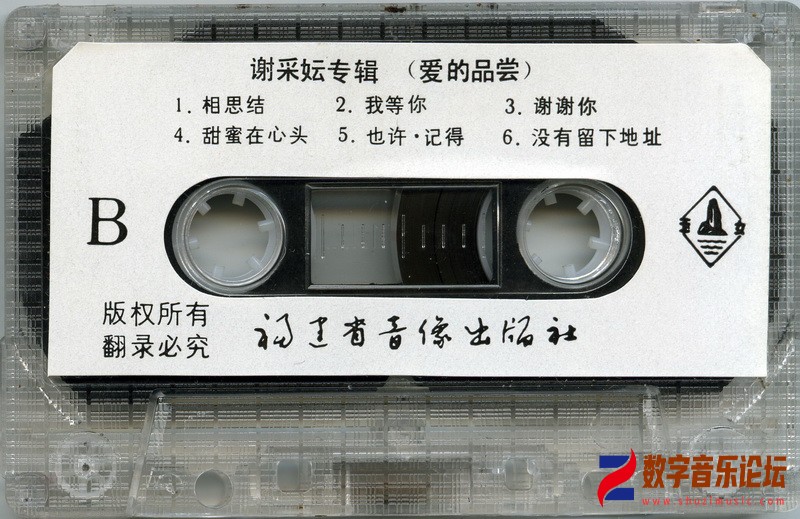 谢采妘专辑 （爱的品尝）
1. 相思结 2. 我等你 3. 谢谢你
4. 甜蜜在心头 5. 也许·记得 6. 没有留下地址
B
版权所有
翻录必究
福建省音像出版社
数字音乐论坛
www.shuzimusic.com